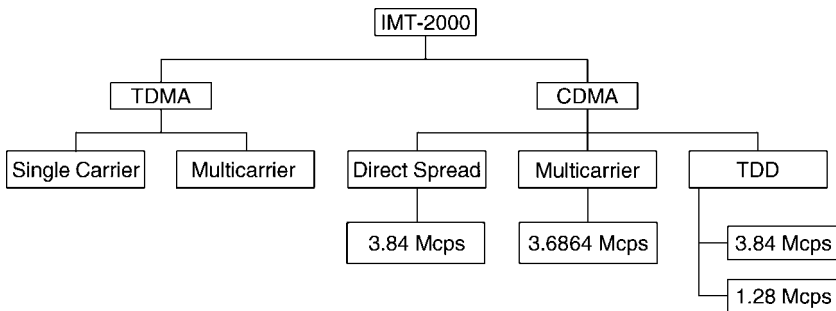 IMT-2000
TDMA
CDMA
Single Carrier
Multicarrier
Direct Spread
Multicarrier
TDD
3.84 Mcps
3.6864 Mcps
3.84 Mcps
1.28 Mcps